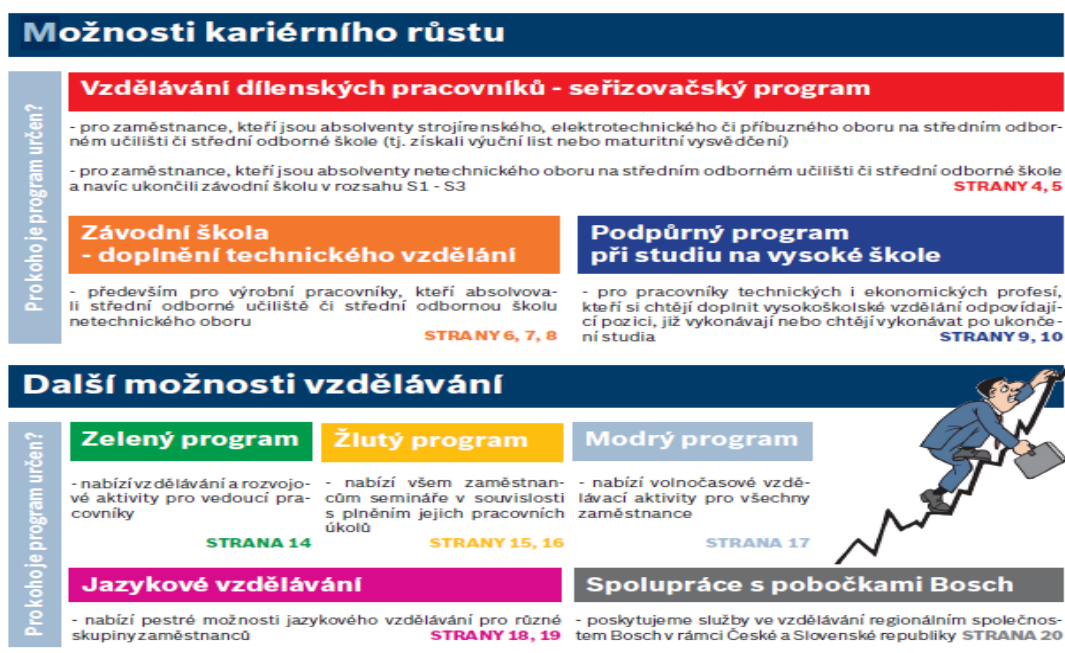 Možnosti kariérního růstu
Pro koho je program určen?
Vzdělávání dílenských pracovníků - seřizovačský program
- pro zaměstnance, kteří jsou absolventy strojírenského, elektrotechnického či příbuzného oboru na středním odbor-
ném učilišti či střední odborné škole (tj. získali výuční list nebo maturitní vysvědčení)
- pro zaměstnance, kteří jsou absolventy netechnického oboru na středním odborném učilišti či střední odborné škole
a navíc ukončili závodní školu v rozsahu S1 - S3 STRANY 4, 5
Závodní škola
- doplnění technického vzdělání
- především pro výrobní pracovníky, kteří absolvova-
li střední odborné učiliště či střední odbornou školu
netechnického oboru
STRANY 6, 7, 8
Podpůrný program
při studiu na vysoké škole
- pro pracovníky technických i ekonomických profesí,
kteří si chtějí doplnit vysokoškolské vzdělání odpovídají-
cí pozici, již vykonávají nebo chtějí vykonávat po ukonče-
ní studia STRANY 9, 10
Další možnosti vzdělávání
Pro koho je program určen?
Zelený program
- nabízí vzdělávání a rozvojo-
vé aktivity pro vedoucí pra-
covníky
STRANA 14
Žlutý program
- nabízí všem zaměstnan-
cům semináře v souvislosti
s plněním jejich pracovních
úkolů
STRANY 15, 16
Modrý program
- nabízí volnočasové vzdě-
lávací aktivity pro všechny
zaměstnance
STRANA 17
Jazykové vzdělávání
- nabízí pestré možnosti jazykového vzdělávání pro různé
skupiny zaměstnanců STRANY 18, 19
Spolupráce s pobočkami Bosch
- poskytujeme služby ve vzdělávání regionálním společnos-
tem Bosch v rámci České a Slovenské republiky STRANA 20